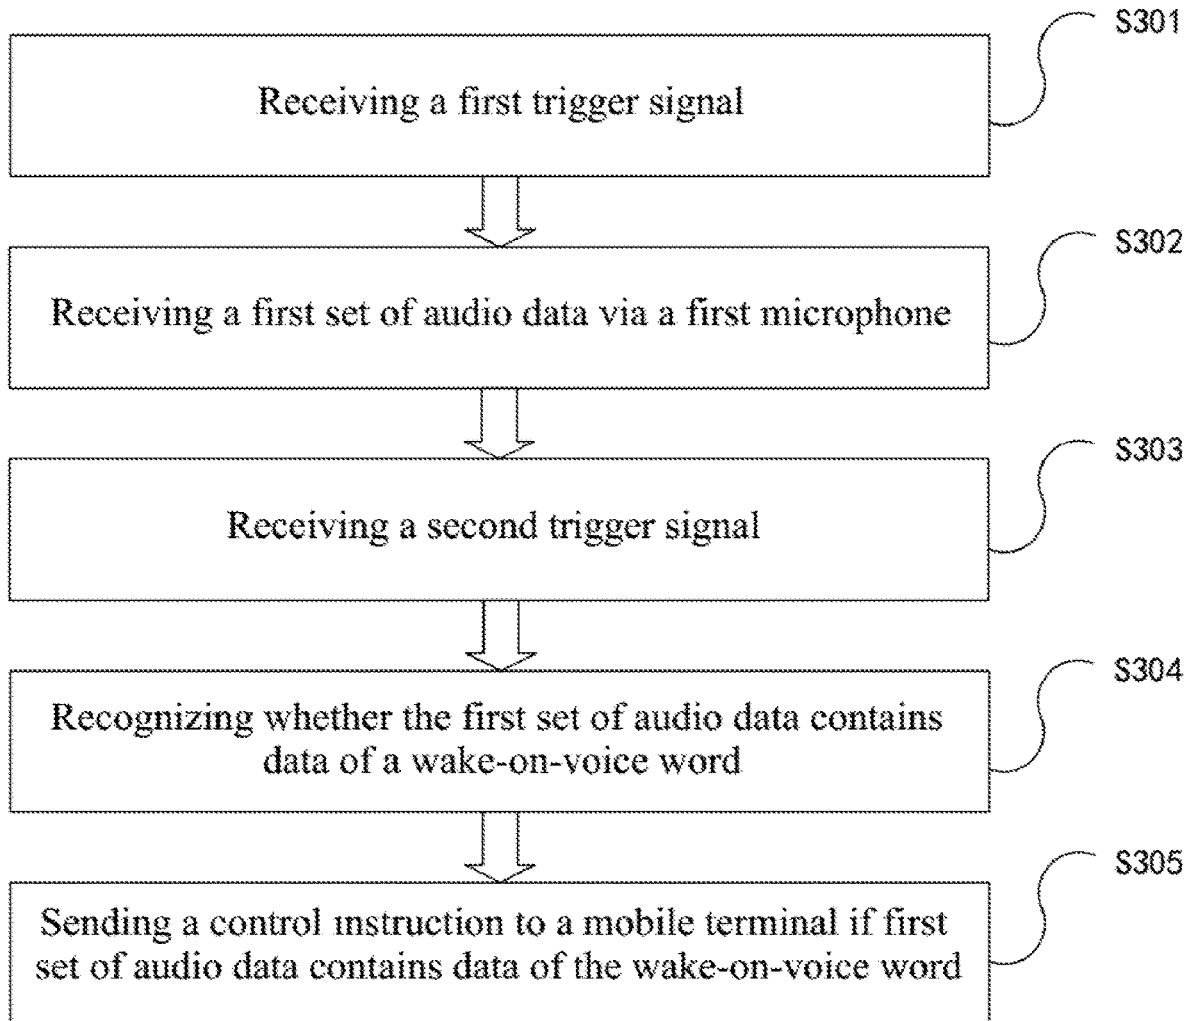 S301
Receiving a first trigger signal
S302
Receiving a first set of audio data via a first microphone
S303
Receiving a second trigger signal
S304
Recognizing whether the first set of audio data contains
data of a wake-on-voice word
S305
Sending a control instruction to a mobile terminal if first
set of audio data contains data of the wake-on-voice word